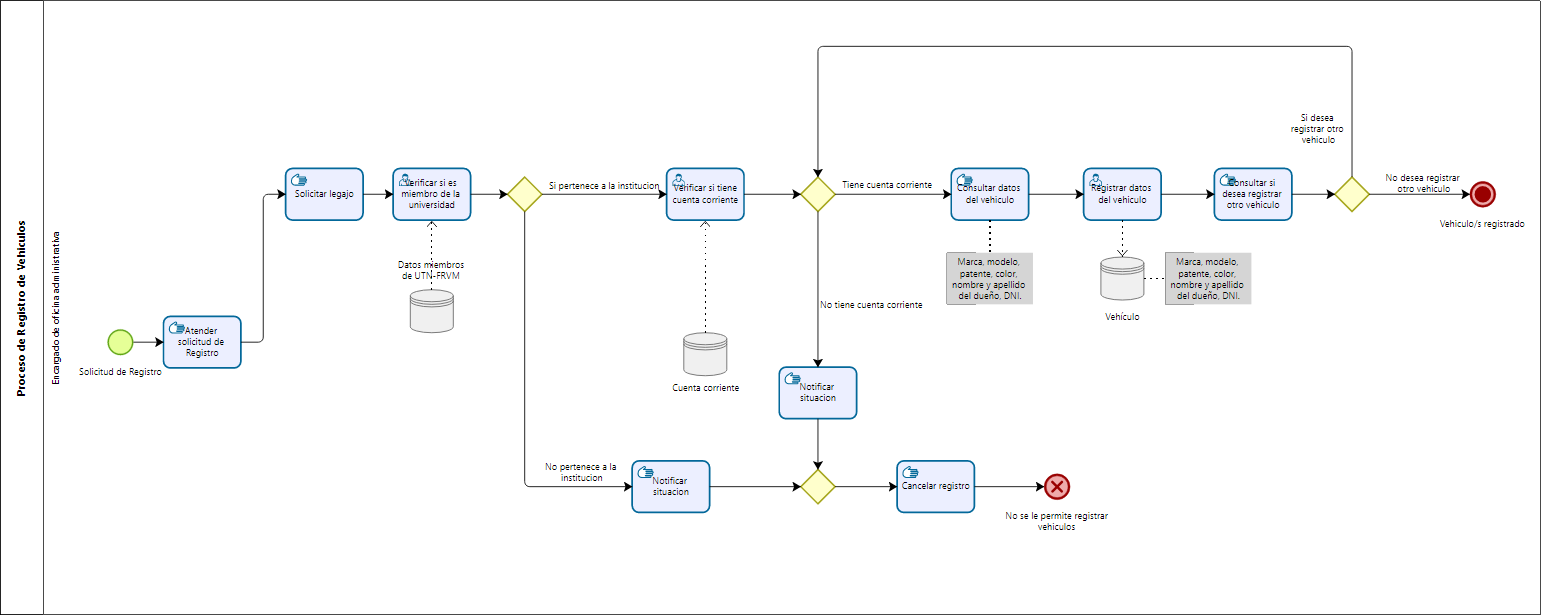 Proceso de Registro de Vehiculos
Encargado de oficina administrativa
Solicitud de Registro
Atender
solicitud de
Registro
Solicitar legajo
Verificar si es
miembro de la
universidad
Datos miembros
de UTN-FRVM
Si pertenece a la institucion
No pertenece a la
institucion
Verificar si tiene
cuenta corriente
Cuenta corriente
Notificar
situacion
Tiene cuenta corriente
No tiene cuenta corriente
Notificar
situacion
Cancelar registro
No se le permite registrar
vehiculos
Consultar datos
del vehiculo
Marca, modelo,
patente, color,
nombre y apellido
del dueño, DNI.
Registrar datos
del vehiculo
Vehículo
Marca, modelo,
patente, color,
nombre y apellido
del dueño, DNI.
Consultar si
desea registrar
otro vehiculo
Si desea
registrar otro
vehiculo
No desea registrar
otro vehiculo
Vehiculo/s registrado